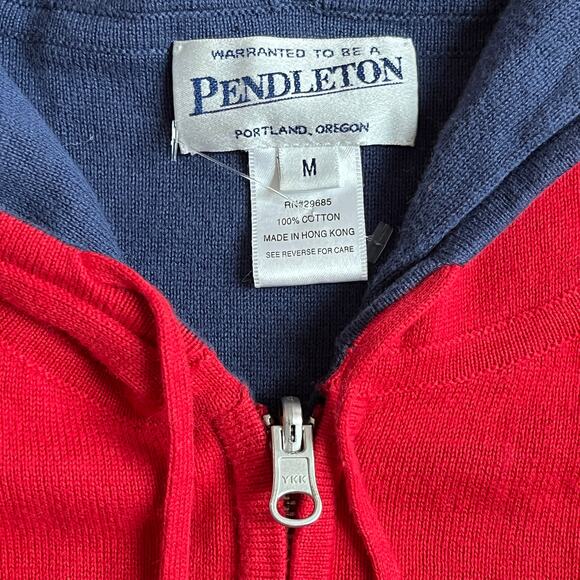 WARRANTED TO BE A
PENDLETON
PORTLAND, OREGON
M
RN#29685
100% COTTON
MADE IN HONG KONG
SEE REVERSE FOR CARE
YKK